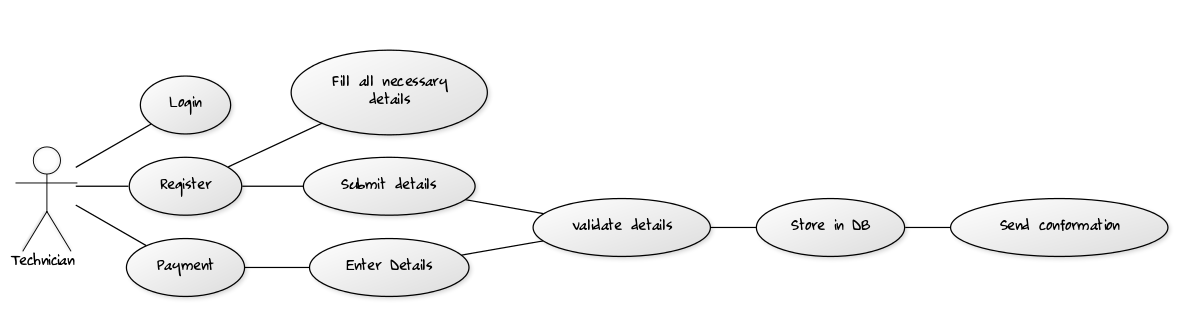 Fill all necessary
details
Login
Register
Submit details
validate details
Store in DB
Send conformation
Technician
Payment
Enter Details